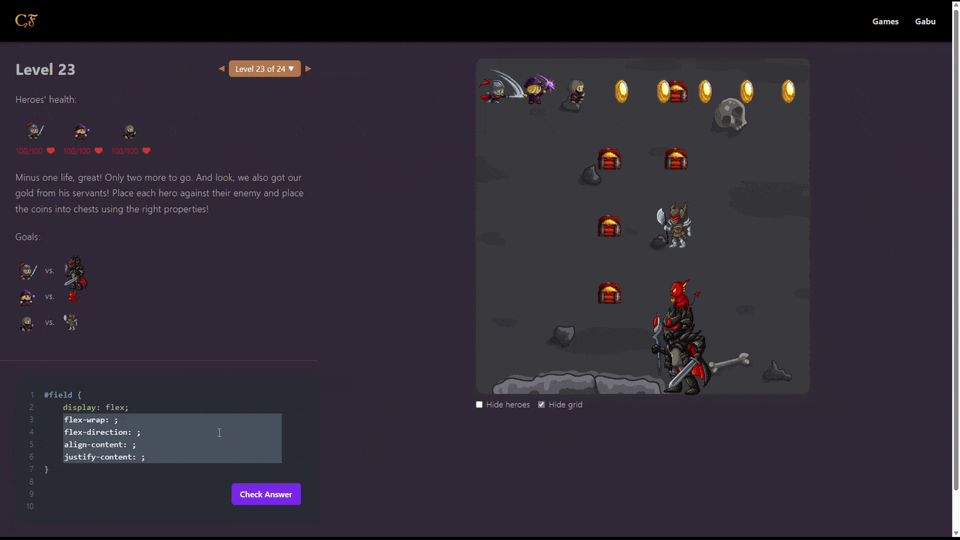 CF
Games
Gabu
Level 23
Level 23 of 24 ▼
Heroes' health:
100/100
100/100
100/100
Minus one life, great! Only two more to go. And look, we also got our
gold from his servants! Place each hero against their enemy and place
the coins into chests using the right properties!
Goals:
vs.
vs.
vs.
1 #field {
2 display: flex;
3 flex-wrap: ;
4 flex-direction: ;
5 align-content: ;
6 justify-content: ;
7 }
8
9
10
Check Answer
Hide heroes
Hide grid